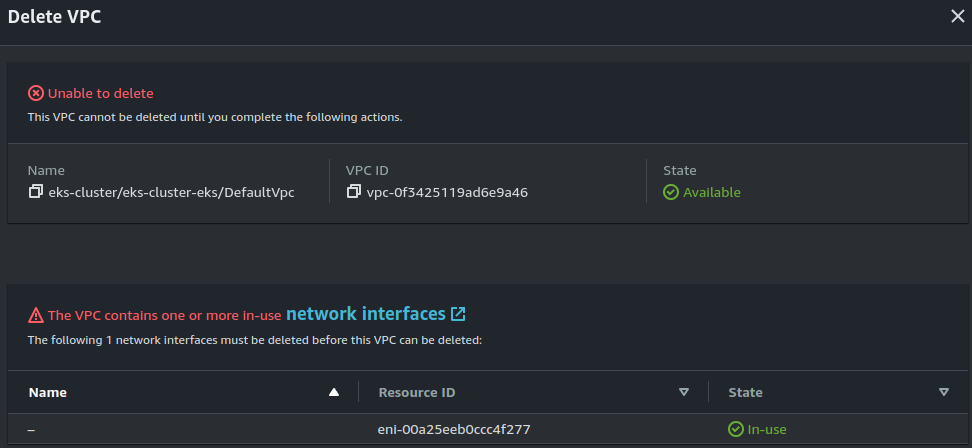 Delete VPC
Unable to delete
This VPC cannot be deleted until you complete the following actions.
Name
eks-cluster/eks-cluster-eks/DefaultVpc
VPC ID
vpc-0f3425119ad6e9a46
State
Available
The VPC contains one or more in-use network interfaces
The following 1 network interfaces must be deleted before this VPC can be deleted:
Name Resource ID State
– eni-00a25eeb0ccc4f277 In-use